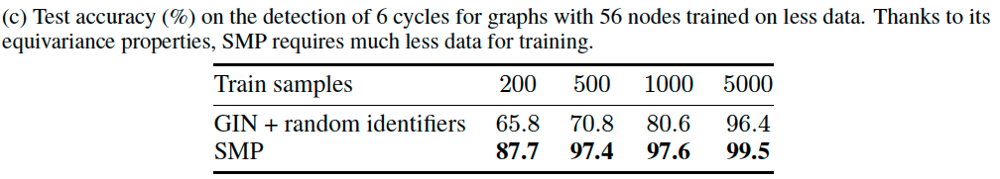 (c) Test accuracy (%) on the detection of 6 cycles for graphs with 56 nodes trained on less data. Thanks to its
equivariance properties, SMP requires much less data for training.
Train samples 200 500 1000 5000
GIN + random identifiers 65.8 70.8 80.6 96.4
SMP 87.7 97.4 97.6 99.5